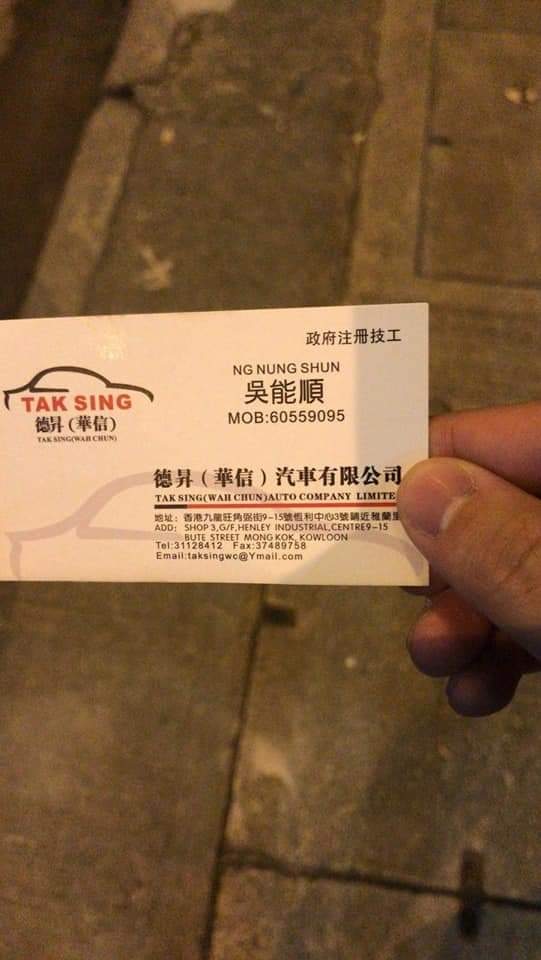 政府注册技工
NG NUNG SHUN
吳能順
MOB:60559095
TAK SING
德昇（華信）
TAK SING(WAH CHUN)
德昇（華信）汽車有限公司
TAK SING(WAH CHUN)AUTO COMPANY LIMITE
地址：香港九龍旺角弼街9-15號恆利中心3號鋪近雅蘭里
ADD: SHOP 3,G/F,HENLEY INDUSTRIAL,CENTRE9-15
BUTE STREET MONG KOK, KOWLOON
Tel:31128412 Fax:37489758
Email:taksingwc@Ymail.com